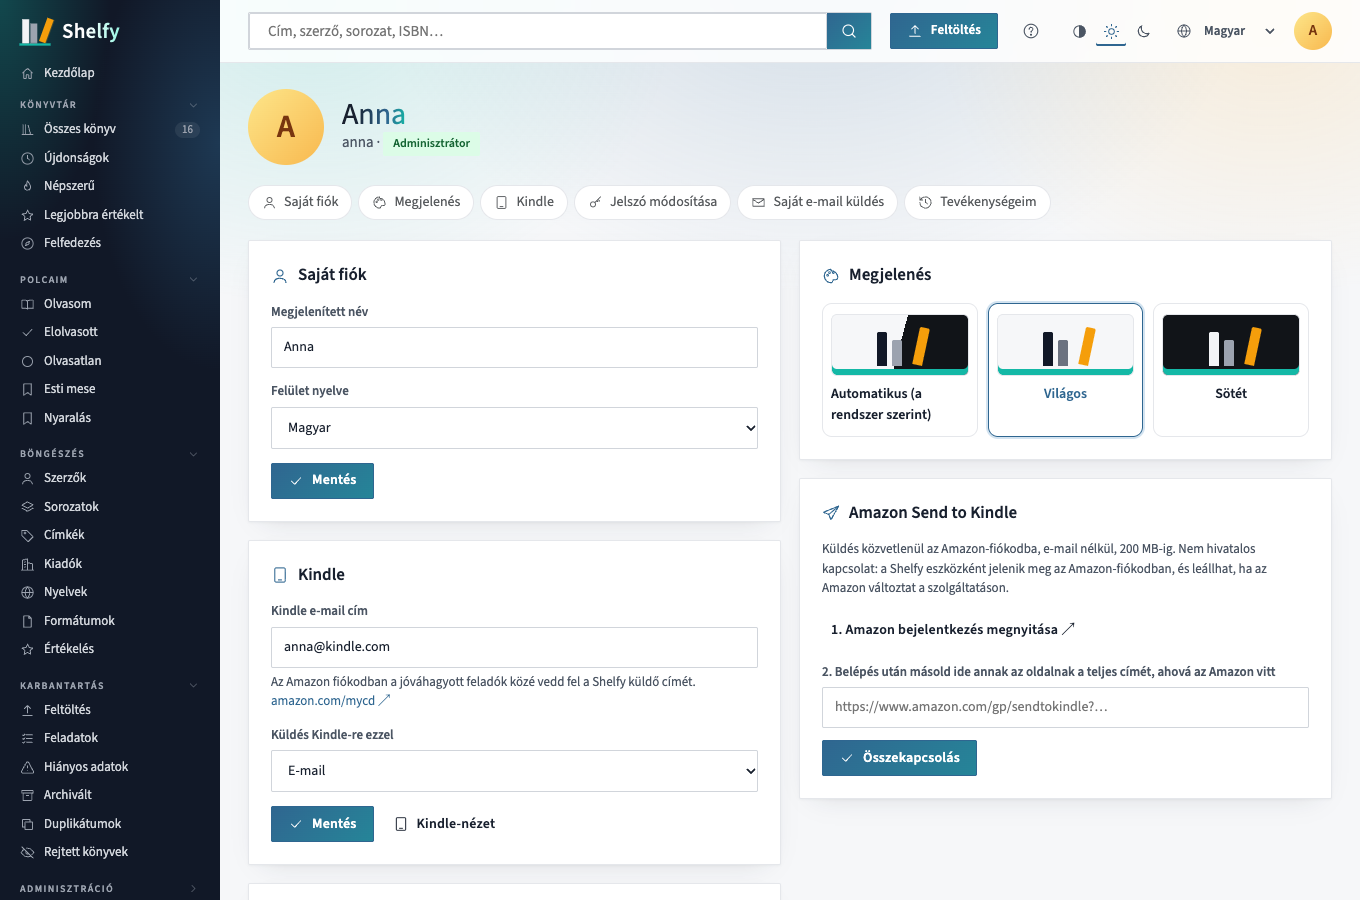 Shelfy
Kezdőlap
KÖNYVTÁR
Összes könyv 16
Újdonságok
Népszerű
Legjobbra értékelt
Felfedezés
POLCAIM
Olvasom
Elolvasott
Olvasatlan
Esti mese
Nyaralás
BÖNGÉSZÉS
Szerzők
Sorozatok
Címkék
Kiadók
Nyelvek
Formátumok
Értékelés
KARBANTARTÁS
Feltöltés
Feladatok
Hiányos adatok
Archivált
Duplikátumok
Rejtett könyvek
ADMINISZTRÁCIÓ
Cím, szerző, sorozat, ISBN…
Feltöltés
Magyar
A
A
Anna
anna · Adminisztrátor
Saját fiók
Megjelenés
Kindle
Jelszó módosítása
Saját e-mail küldés
Tevékenységeim
Saját fiók
Megjelenített név
Anna
Felület nyelve
Magyar
Mentés
Kindle
Kindle e-mail cím
anna@kindle.com
Az Amazon fiókodban a jóváhagyott feladók közé vedd fel a Shelfy küldő címét.
amazon.com/mycd
Küldés Kindle-re ezzel
E-mail
Mentés
Kindle-nézet
Megjelenés
Automatikus (a
rendszer szerint)
Világos
Sötét
Amazon Send to Kindle
Küldés közvetlenül az Amazon-fiókodba, e-mail nélkül, 200 MB-ig. Nem hivatalos
kapcsolat: a Shelfy eszközként jelenik meg az Amazon-fiókodban, és leállhat, ha az
Amazon változtat a szolgáltatáson.
1. Amazon bejelentkezés megnyitása
2. Belépés után másold ide annak az oldalnak a teljes címét, ahová az Amazon vitt
https://www.amazon.com/gp/sendtokindle?…
Összekapcsolás